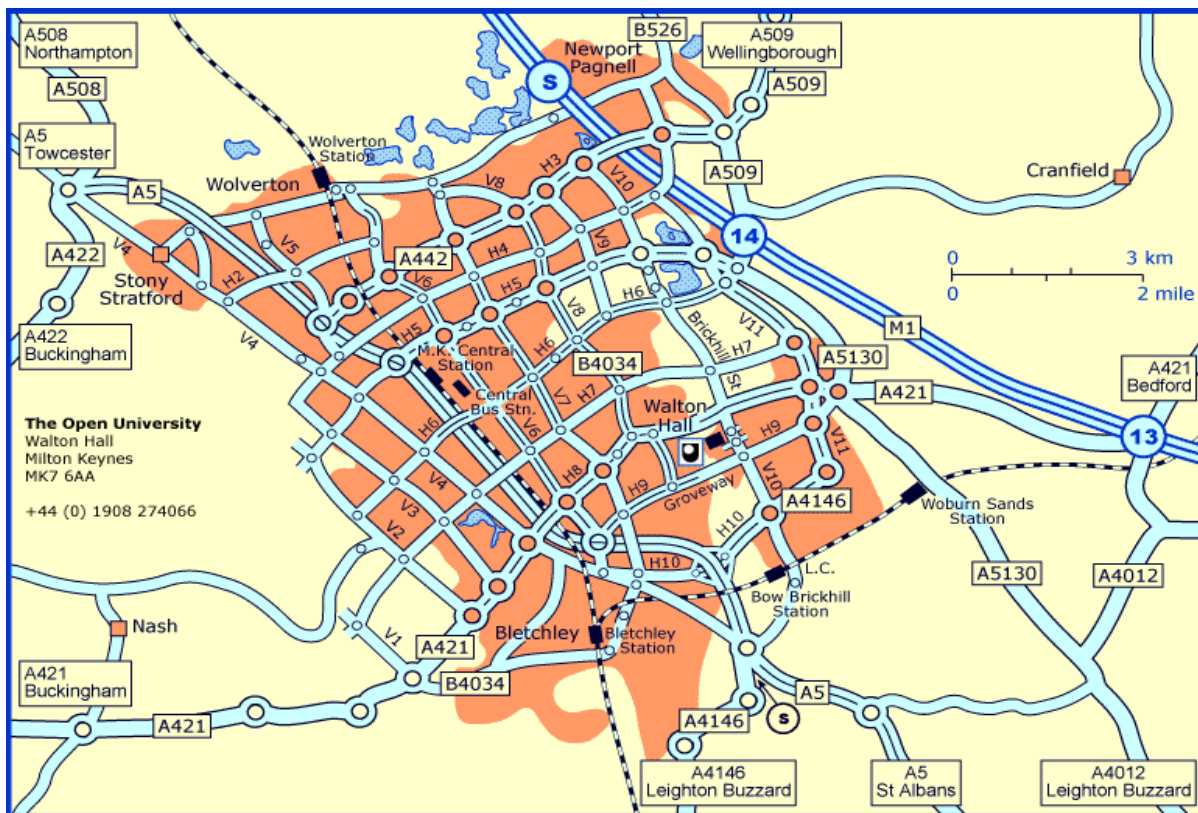 A508
Northampton
A508
A5
Towcester
A5
A422
A422
Buckingham
Wolverton
Station
Wolverton
Stony
Stratford
V4
H2
V5
V4
B526
Newport
Pagnell
S
A509
Wellingborough
A509
A509
Cranfield
H3
V8
V10
A442
V6
H4
V9
H5
V8
H6
14
0
3 km
0
2 mile
M1
H5
M.K. Central
Station
Central
Bus Stn.
H6
V6
V7
H7
H6
B4034
Brickhill St
V11
H7
A5130
A421
A421
Bedford
13
The Open University
Walton Hall
Milton Keynes
MK7 6AA
+44 (0) 1908 274066
Walton
Hall
H9
V11
V10
H8
H9
Groveway
V4
V3
V2
A4146
H10
H10
Woburn Sands
Station
L.C.
Bow Brickhill
Station
A5130
A4012
Nash
V1
Bletchley
Bletchley
Station
A421
B4034
A421
Buckingham
A421
A5
S
A4146
A4146
Leighton Buzzard
A5
St Albans
A4012
Leighton Buzzard